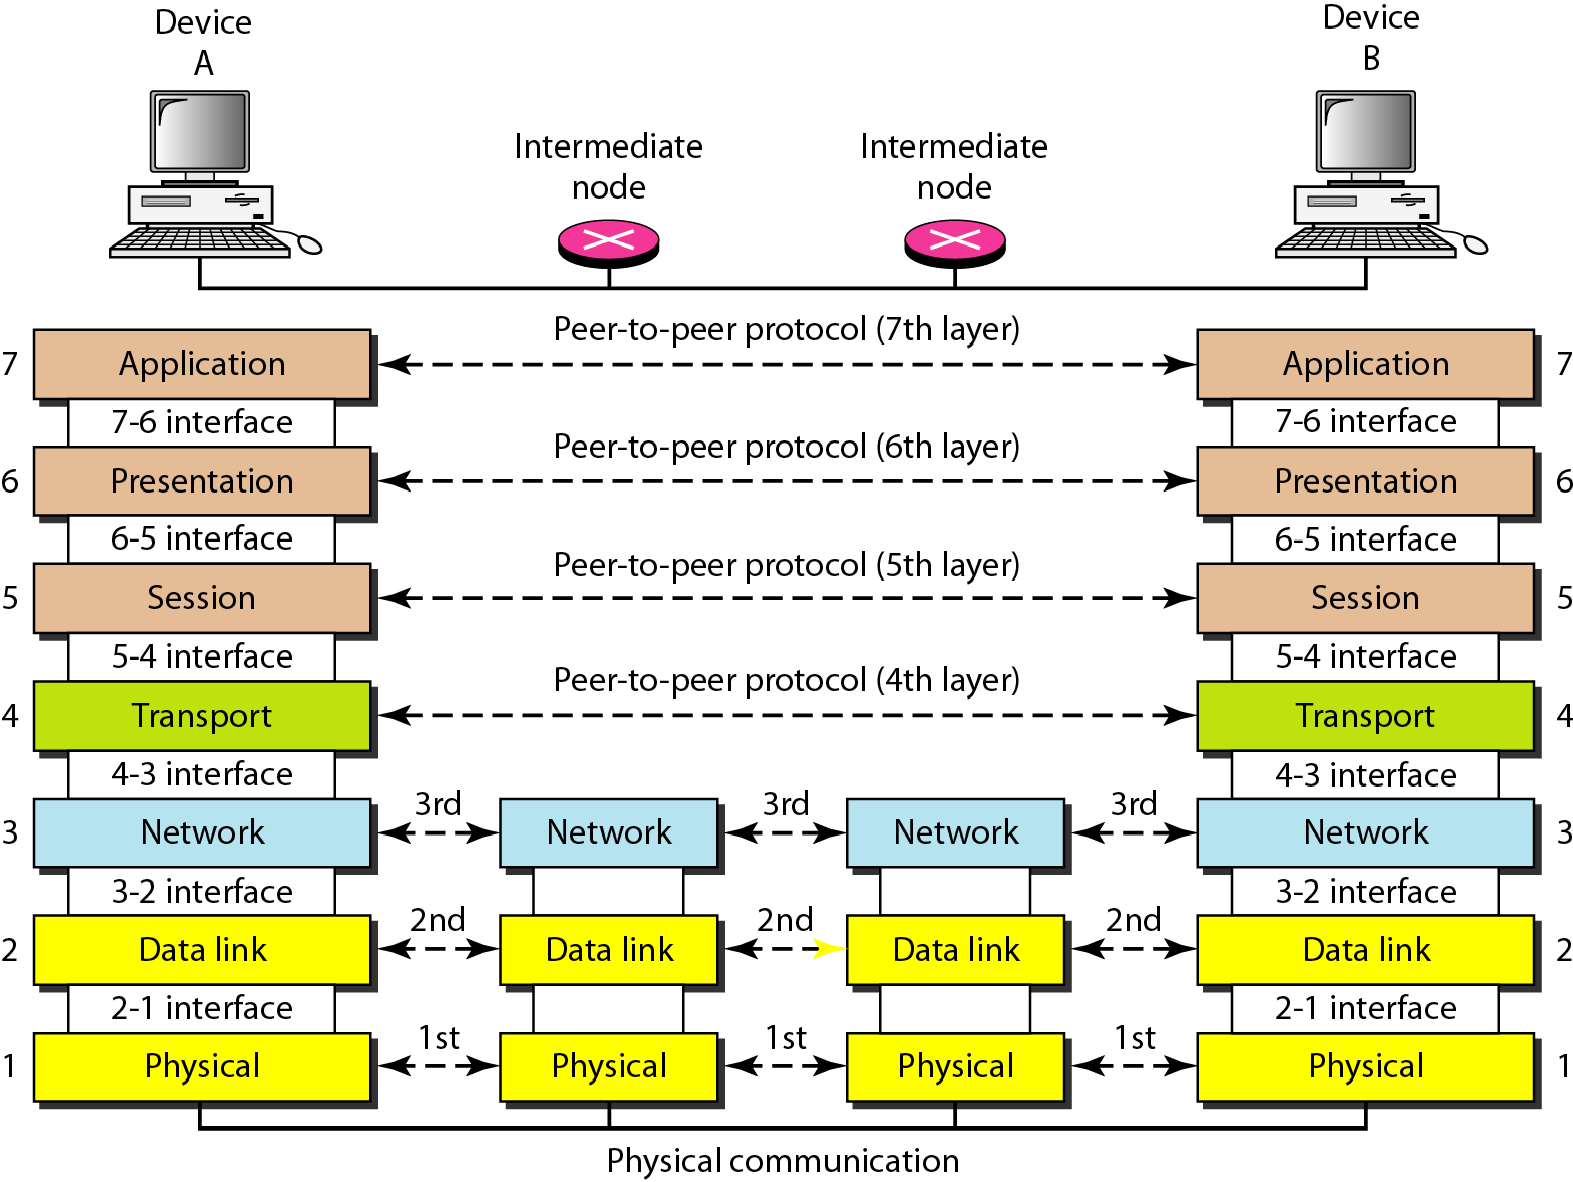 Device
A
Device
B
Intermediate
node
Intermediate
node
Peer-to-peer protocol (7th layer)
7
Application
Application
7
7-6 interface
7-6 interface
Peer-to-peer protocol (6th layer)
6
Presentation
Presentation
6
6-5 interface
6-5 interface
Peer-to-peer protocol (5th layer)
5
Session
Session
5
5-4 interface
5-4 interface
Peer-to-peer protocol (4th layer)
4
Transport
Transport
4
4-3 interface
4-3 interface
3rd
3rd
3rd
3
Network
Network
Network
Network
3
3-2 interface
3-2 interface
2nd
2nd
2nd
2
Data link
Data link
Data link
Data link
2
2-1 interface
2-1 interface
1st
1st
1st
1
Physical
Physical
Physical
Physical
1
Physical communication